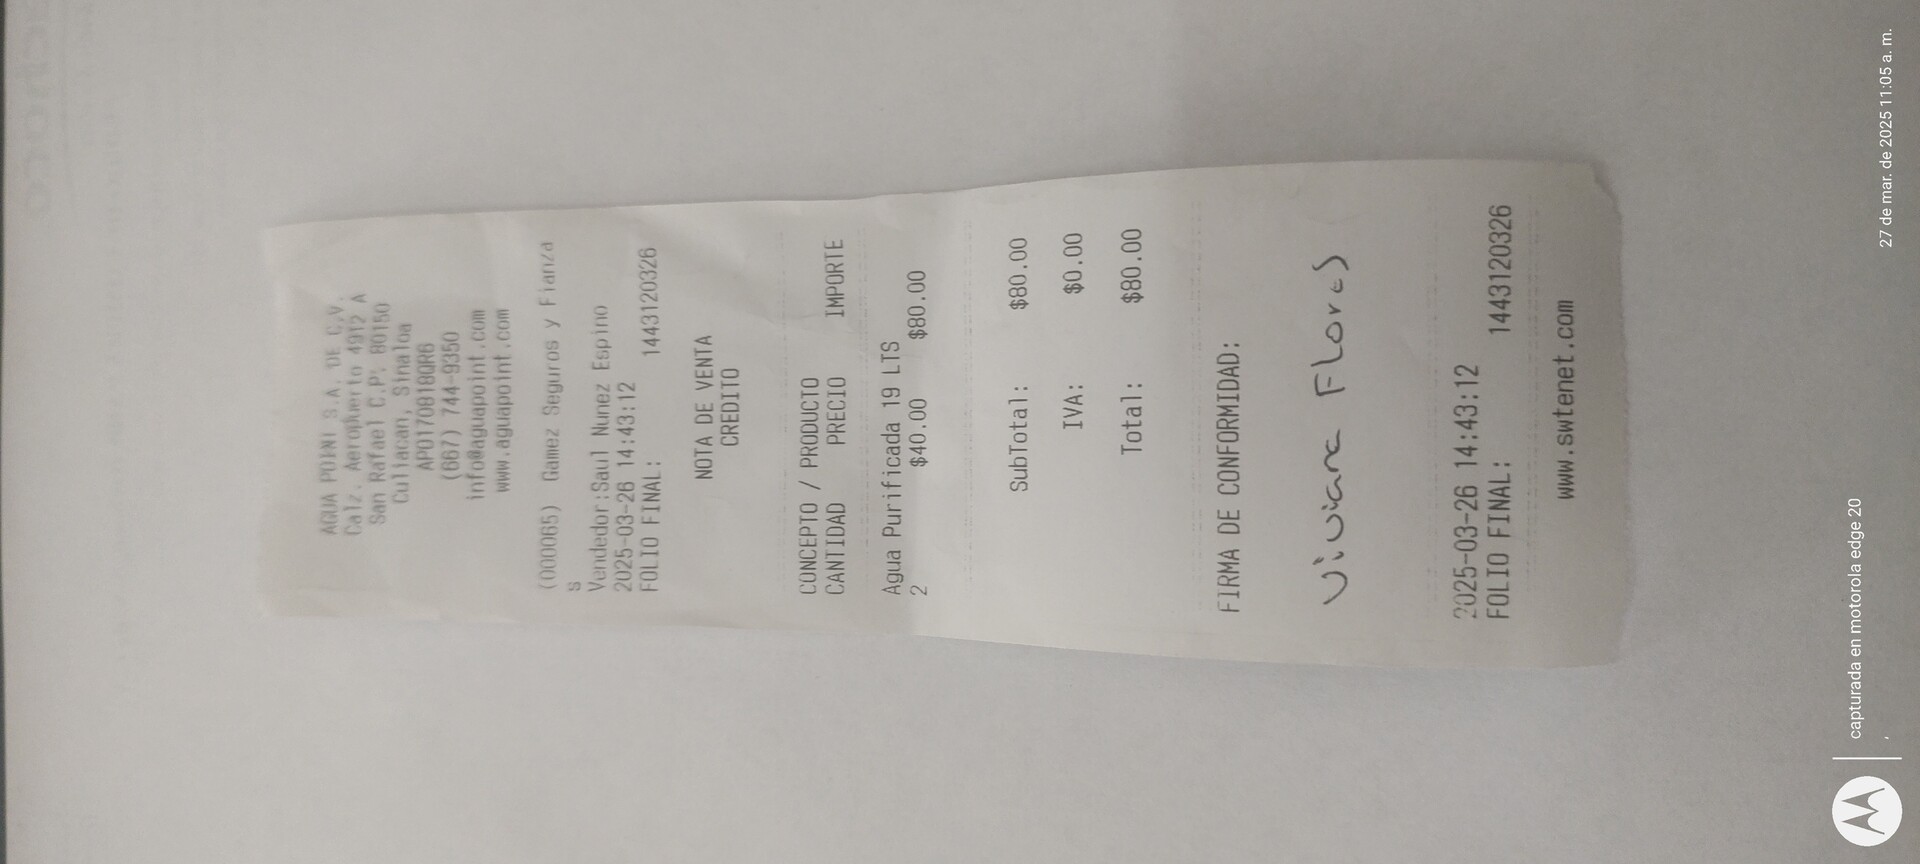 AGUA POINT S.A. DE C.V.
Calz. Aeropuerto 4912 A
San Rafael C.P. 80150
Culiacan, Sinaloa
APO170818QR6
(667) 744-9350
info@aguapoint.com
www.aguapoint.com
(000065) Gamez Seguros y Fianza
s
Vendedor:Saul Nunez Espino
2025-03-26 14:43:12
FOLIO FINAL: 1443120326
NOTA DE VENTA
CREDITO
CONCEPTO / PRODUCTO
CANTIDAD PRECIO IMPORTE
Agua Purificada 19 LTS
2 $40.00 $80.00
SubTotal: $80.00
IVA: $0.00
Total: $80.00
FIRMA DE CONFORMIDAD:
Viviana Flores
2025-03-26 14:43:12
FOLIO FINAL: 1443120326
www.swtenet.com
capturada en motorola edge 20
27 de mar. de 2025 11:05 a. m.